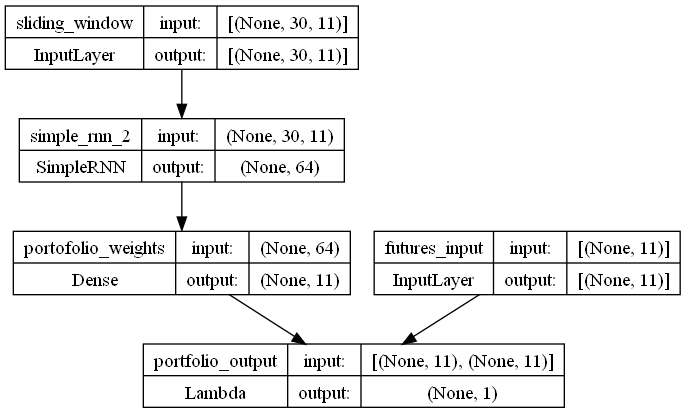 sliding_window input: [(None, 30, 11)]
InputLayer output: [(None, 30, 11)]
simple_rnn_2 input: (None, 30, 11)
SimpleRNN output: (None, 64)
portofolio_weights input: (None, 64)
Dense output: (None, 11)
futures_input input: [(None, 11)]
InputLayer output: [(None, 11)]
portfolio_output input: [(None, 11), (None, 11)]
Lambda output: (None, 1)